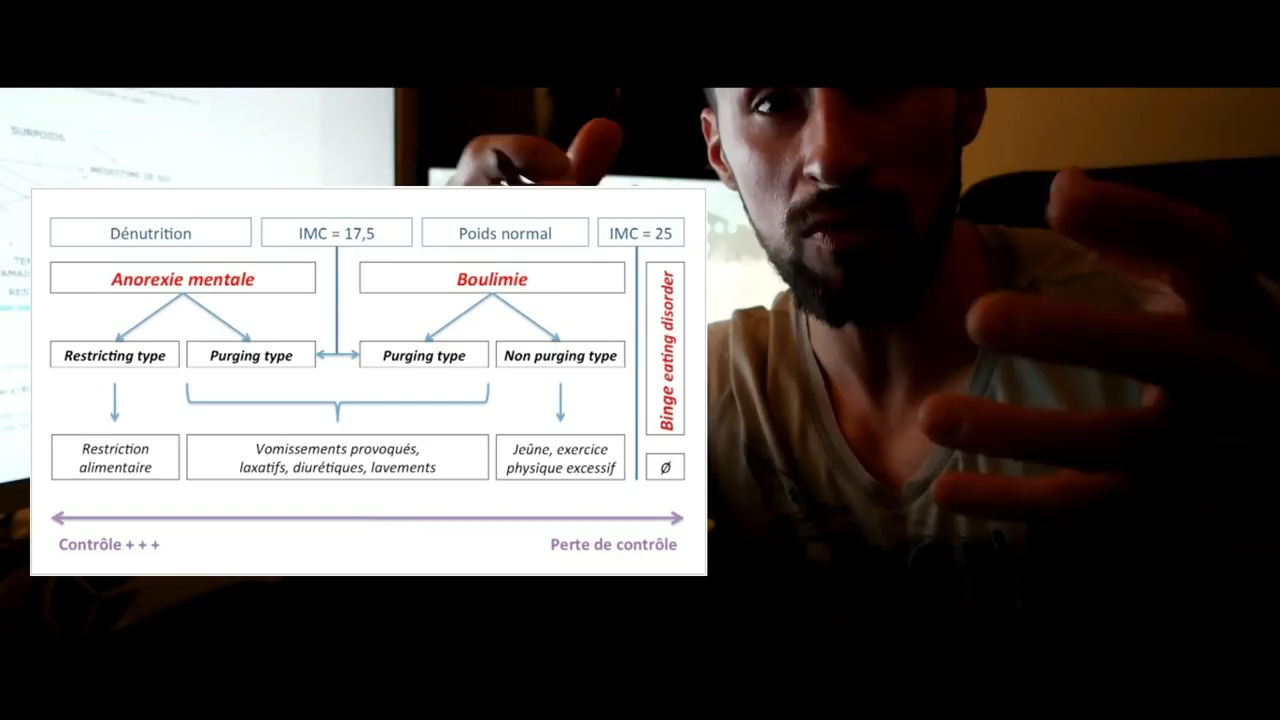 SURPOIDS
Dénutrition
IMC = 17,5
Poids normal
IMC = 25
Anorexie mentale
Boulimie
Binge eating disorder
Restricting type
Purging type
Purging type
Non purging type
Restriction
alimentaire
Vomissements provoqués,
laxatifs, diurétiques, lavements
Jeûne, exercice
physique excessif
Ø
Contrôle + + +
Perte de contrôle